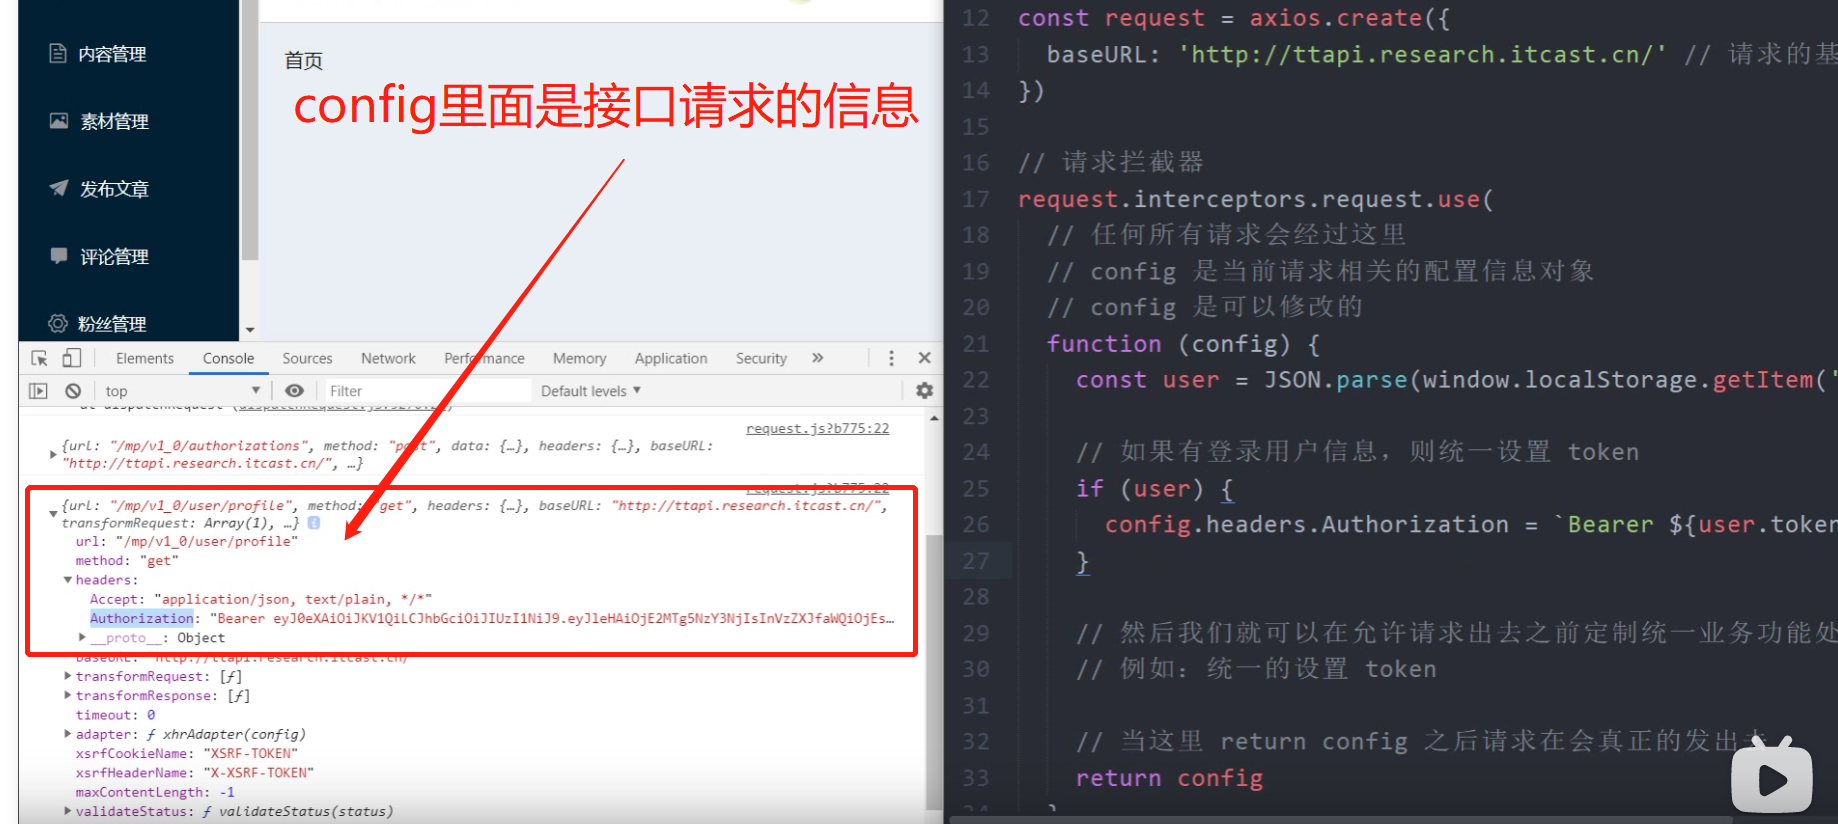 内容管理
素材管理
发布文章
评论管理
粉丝管理
首页
config里面是接口请求的信息
Elements Console Sources Network Performance Memory Application Security »
top Filter Default levels
request.js?b775:22
{url: "/mp/v1_0/authorizations", method: "post", data: {…}, headers: {…}, baseURL:
"http://ttapi.research.itcast.cn/", …}
request.js?b775:22
{url: "/mp/v1_0/user/profile", method: "get", headers: {…}, baseURL: "http://ttapi.research.itcast.cn/",
transformRequest: Array(1), …}
url: "/mp/v1_0/user/profile"
method: "get"
headers:
Accept: "application/json, text/plain, */*"
Authorization: "Bearer eyJ0eXAiOiJKV1QiLCJhbGciOiJIUzI1NiJ9.eyJleHAiOjE2MTg5NzY3NjIsInVzZXJfaWQiOjEs…
__proto__: Object
baseURL: "http://ttapi.research.itcast.cn/"
transformRequest: [ƒ]
transformResponse: [ƒ]
timeout: 0
adapter: ƒ xhrAdapter(config)
xsrfCookieName: "XSRF-TOKEN"
xsrfHeaderName: "X-XSRF-TOKEN"
maxContentLength: -1
validateStatus: ƒ validateStatus(status)
12 const request = axios.create({
13 baseURL: 'http://ttapi.research.itcast.cn/' // 请求的基
14 })
15
16 // 请求拦截器
17 request.interceptors.request.use(
18 // 任何所有请求会经过这里
19 // config 是当前请求相关的配置信息对象
20 // config 是可以修改的
21 function (config) {
22 const user = JSON.parse(window.localStorage.getItem('
23
24 // 如果有登录用户信息，则统一设置 token
25 if (user) {
26 config.headers.Authorization = `Bearer ${user.token
27 }
28
29 // 然后我们就可以在允许请求出去之前定制统一业务功能处
30 // 例如：统一的设置 token
31
32 // 当这里 return config 之后请求在会真正的发出去
33 return config